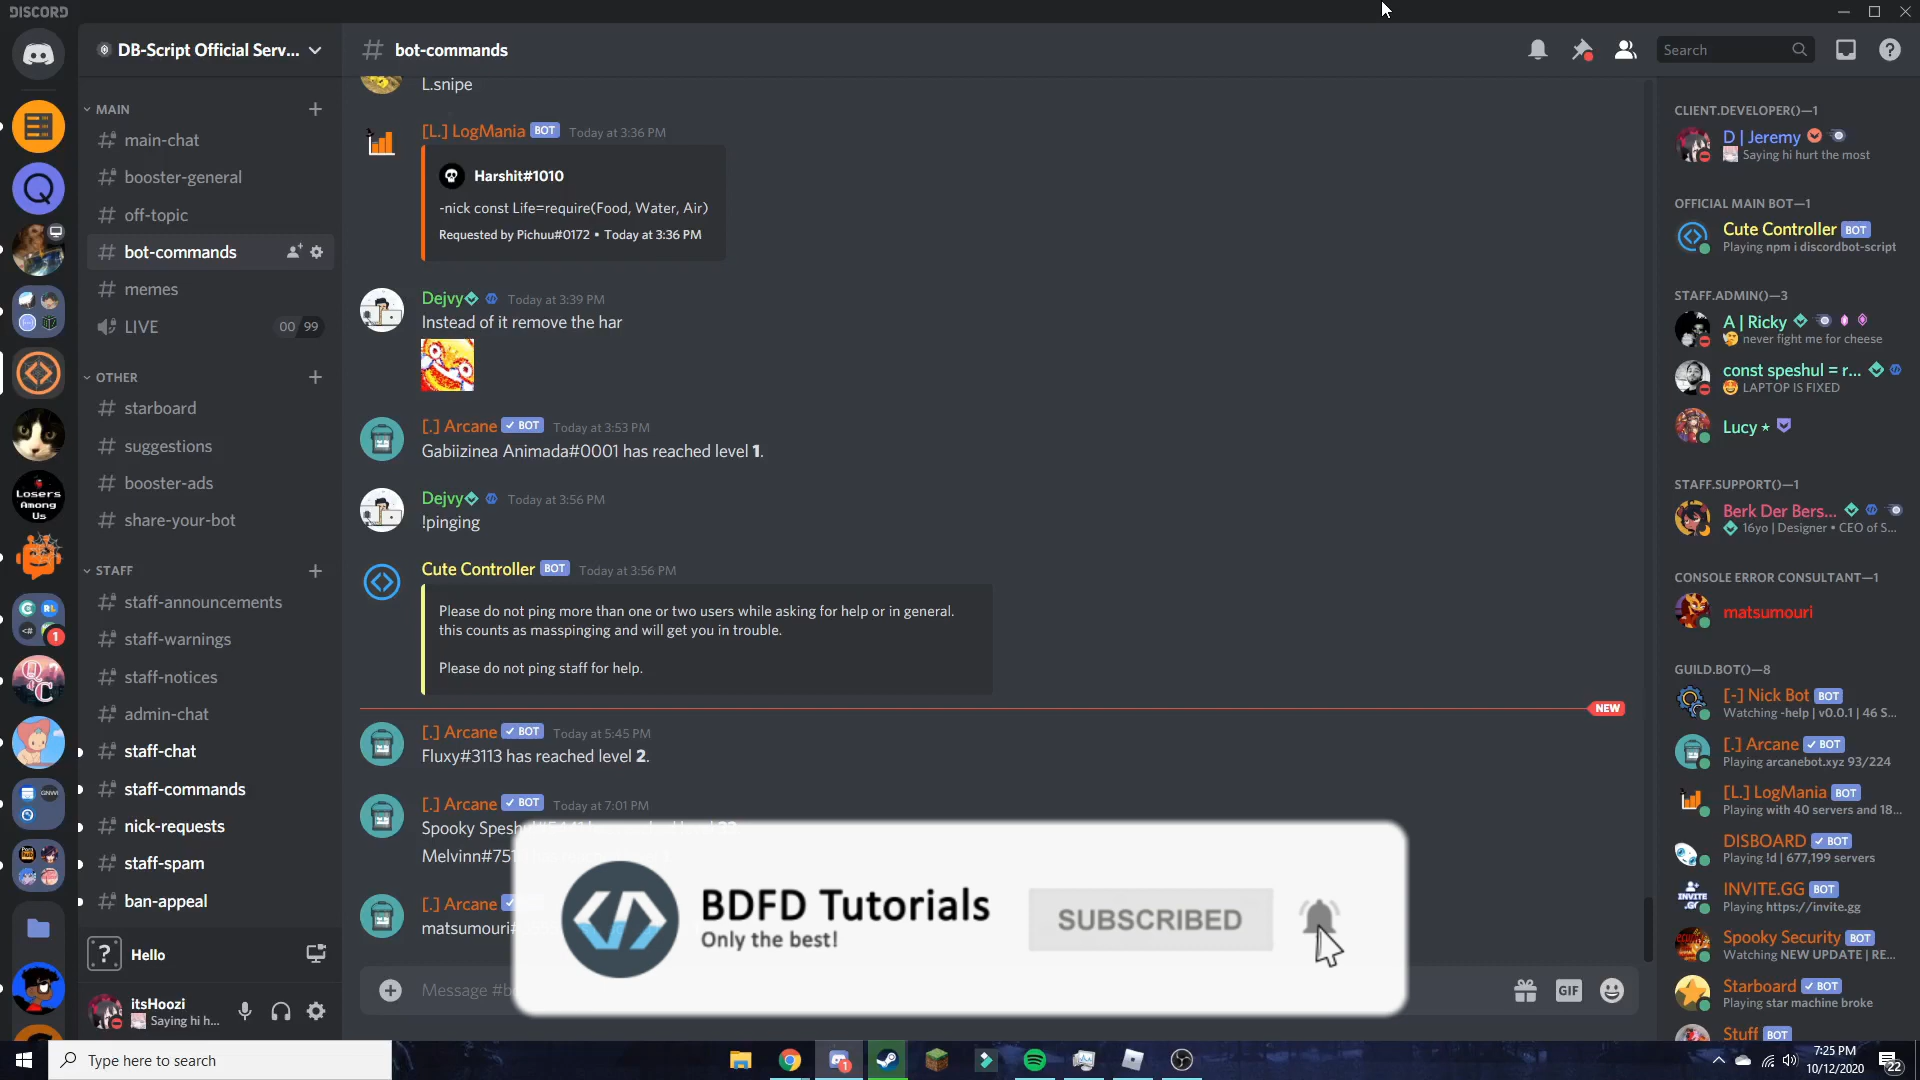 DISCORD
DB-Script Official Serv...
MAIN
main-chat
booster-general
off-topic
bot-commands
memes
LIVE
00 99
OTHER
starboard
suggestions
booster-ads
share-your-bot
STAFF
staff-announcements
staff-warnings
staff-notices
admin-chat
staff-chat
staff-commands
nick-requests
staff-spam
ban-appeal
Hello
itsHoozi
Saying hi h...
Losers
Among
Us
1
bot-commands
Search
L.snipe
[L.] LogMania BOT Today at 3:36 PM
Harshit#1010
-nick const Life=require(Food, Water, Air)
Requested by Pichuu#0172 • Today at 3:36 PM
Dejvy Today at 3:39 PM
Instead of it remove the har
[.] Arcane BOT Today at 3:53 PM
Gabiizinea Animada#0001 has reached level 1.
Dejvy Today at 3:56 PM
!pinging
Cute Controller BOT Today at 3:56 PM
Please do not ping more than one or two users while asking for help or in general.
this counts as masspinging and will get you in trouble.
Please do not ping staff for help.
NEW
[.] Arcane BOT Today at 5:45 PM
Fluxy#3113 has reached level 2.
[.] Arcane BOT Today at 7:01 PM
Spooky Spesh
Melvinn#751
[.] Arcane
matsumouri#
Message #b
GIF
BDFD Tutorials
Only the best!
SUBSCRIBED
CLIENT.DEVELOPER()—1
D | Jeremy
Saying hi hurt the most
OFFICIAL MAIN BOT—1
Cute Controller BOT
Playing npm i discordbot-script
STAFF.ADMIN()—3
A | Ricky
never fight me for cheese
const speshul = r...
LAPTOP IS FIXED
Lucy ⋆
STAFF.SUPPORT()—1
Berk Der Bers...
16yo | Designer • CEO of S...
CONSOLE ERROR CONSULTANT—1
matsumouri
GUILD.BOT()—8
[-] Nick Bot BOT
Watching -help | v0.0.1 | 46 S...
[.] Arcane BOT
Playing arcanebot.xyz 93/224
[L.] LogMania BOT
Playing with 40 servers and 18...
DISBOARD BOT
Playing !d | 677,199 servers
INVITE.GG BOT
Playing https://invite.gg
Spooky Security BOT
Watching NEW UPDATE | RE...
Starboard BOT
Playing star machine broke
Stuff BOT
Type here to search
1
7:25 PM
10/12/2020
22